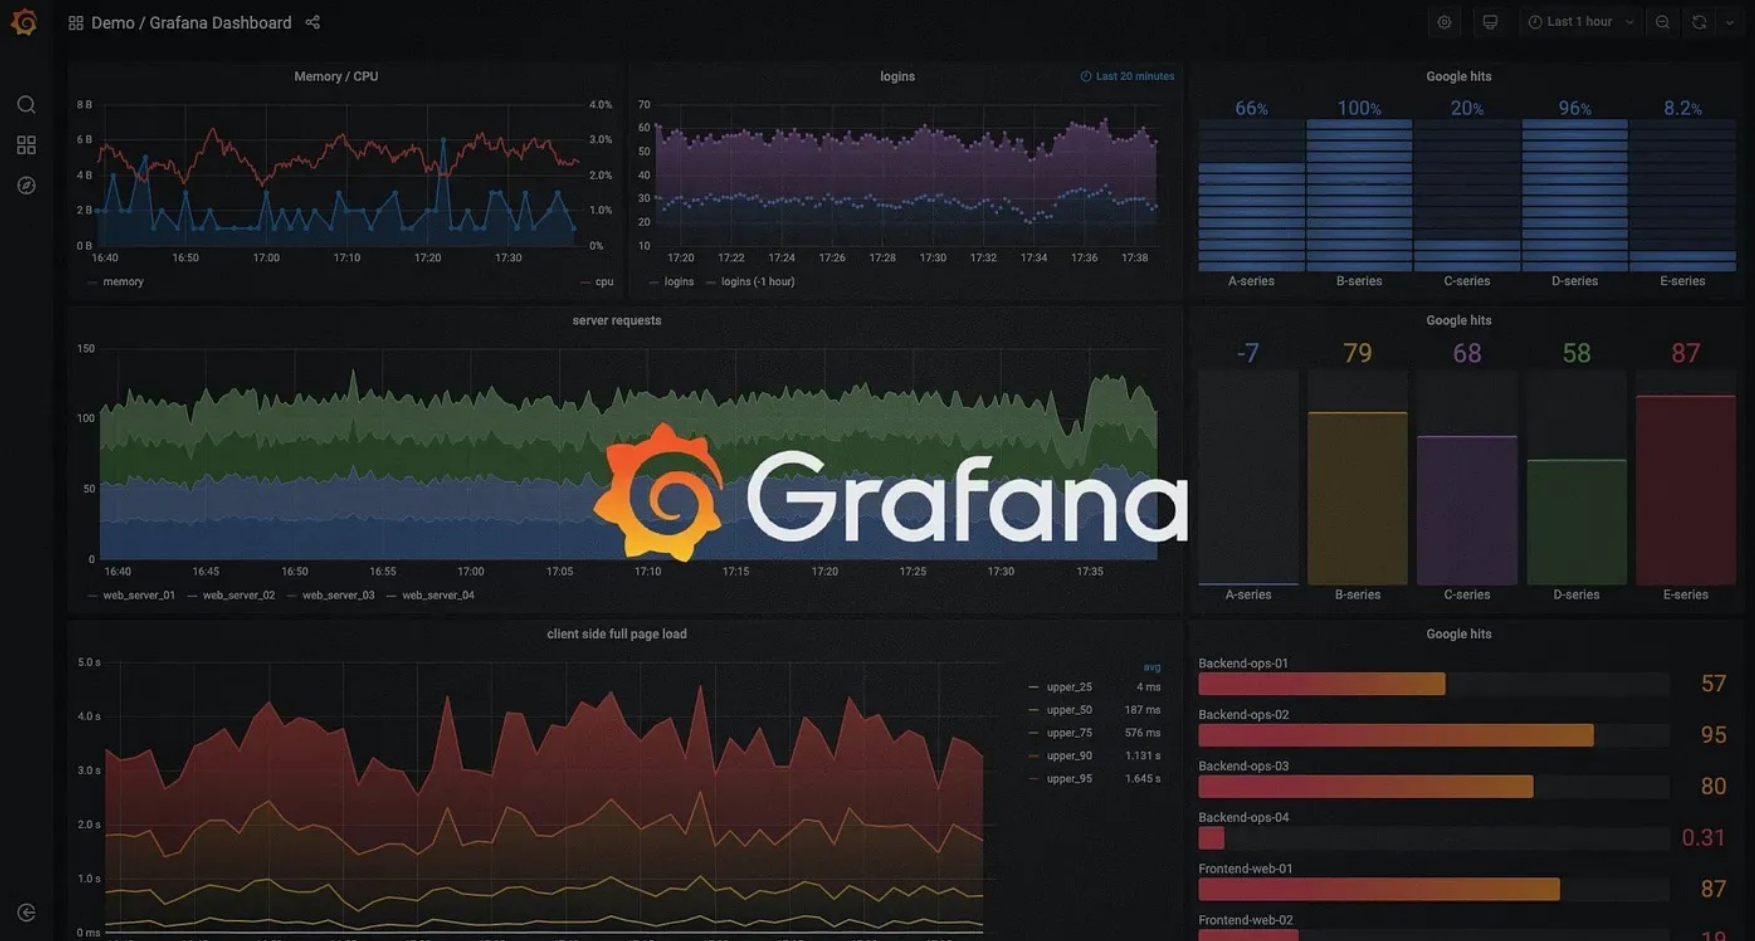 Demo / Grafana Dashboard
Last 1 hour
Memory / CPU
8 B
6 B
4 B
2 B
0 B
4.0%
3.0%
2.0%
1.0%
0%
16:40 16:50 17:00 17:10 17:20 17:30
memory
cpu
logins
Last 20 minutes
70
60
50
40
30
20
10
17:20 17:22 17:24 17:26 17:28 17:30 17:32 17:34 17:36 17:38
logins logins (-1 hour)
Google hits
66% 100% 20% 96% 8.2%
A-series B-series C-series D-series E-series
server requests
150
100
50
0
16:40 16:45 16:50 16:55 17:00 17:05 17:10 17:15 17:20 17:25 17:30 17:35
web_server_01 web_server_02 web_server_03 web_server_04
Grafana
Google hits
-7 79 68 58 87
A-series B-series C-series D-series E-series
client side full page load
5.0 s
4.0 s
3.0 s
2.0 s
1.0 s
0 ms
avg
upper_25 4 ms
upper_50 187 ms
upper_75 576 ms
upper_90 1.131 s
upper_95 1.645 s
Google hits
Backend-ops-01
57
Backend-ops-02
95
Backend-ops-03
80
Backend-ops-04
0.31
Frontend-web-01
87
Frontend-web-02
19